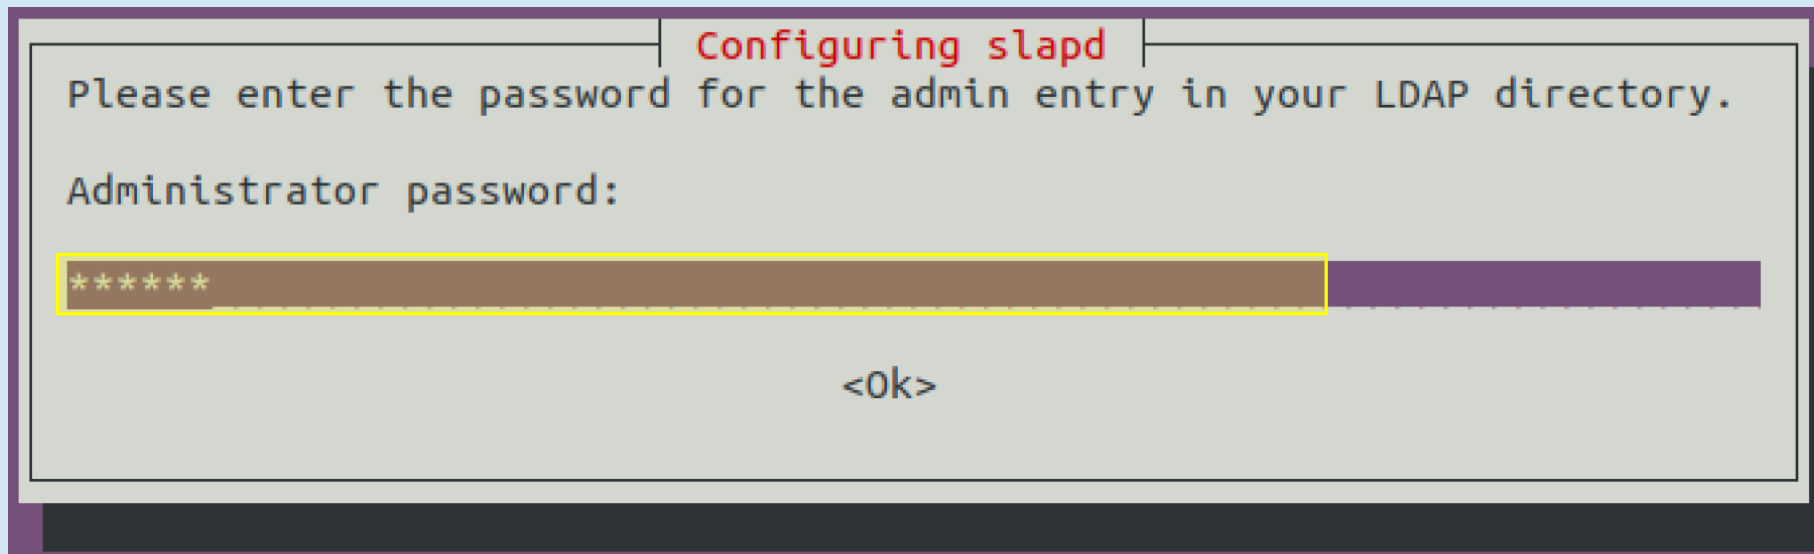 Configuring slapd
Please enter the password for the admin entry in your LDAP directory.
Administrator password:
******
<Ok>